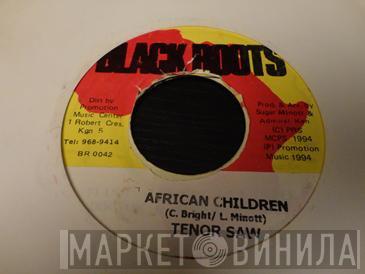 BLACK ROOTS
Dist by
Promotion
Music Center
1 Robert Cres,
Kgn 5
Tel: 968-9414
BR 0042
Prod. & Arr. by
Sugar Minott &
Admiral Ken
(C) PRS
MCPS 1994
(P) Promotion
Music 1994
AFRICAN CHILDREN
(C. Bright/ L. Minott)
TENOR SAW
МАРКЕТ ВИНИЛА